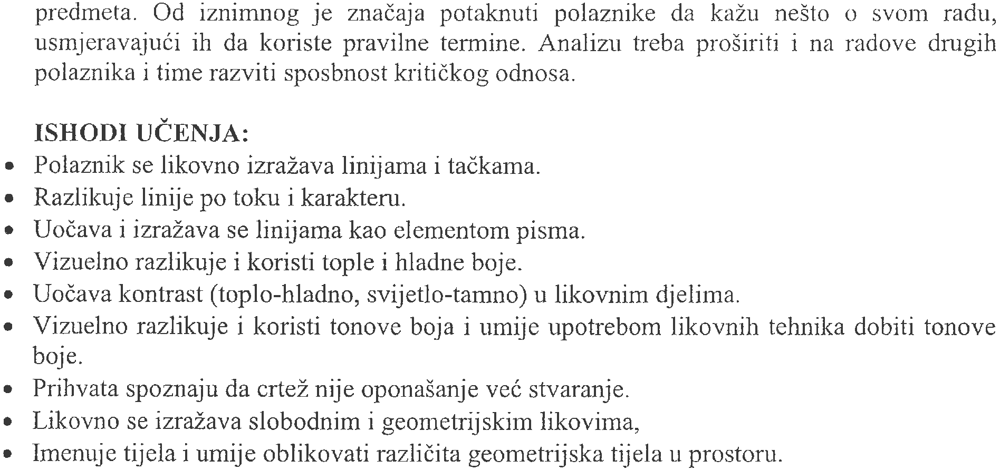 predmeta. Od iznimnog je značaja potaknuti polaznike da kažu nešto o svom radu,
usmjeravajući ih da koriste pravilne termine. Analizu treba proširiti i na radove drugih
polaznika i time razviti sposbnost kritičkog odnosa.
ISHODI UČENJA:
• Polaznik se likovno izražava linijama i tačkama.
• Razlikuje linije po toku i karakteru.
• Uočava i izražava se linijama kao elementom pisma.
• Vizuelno razlikuje i koristi tople i hladne boje.
• Uočava kontrast (toplo-hladno, svijetlo-tamno) u likovnim djelima.
• Vizuelno razlikuje i koristi tonove boja i umije upotrebom likovnih tehnika dobiti tonove
boje.
• Prihvata spoznaju da crtež nije oponašanje već stvaranje.
• Likovno se izražava slobodnim i geometrijskim likovima,
• Imenuje tijela i umije oblikovati različita geometrijska tijela u prostoru.